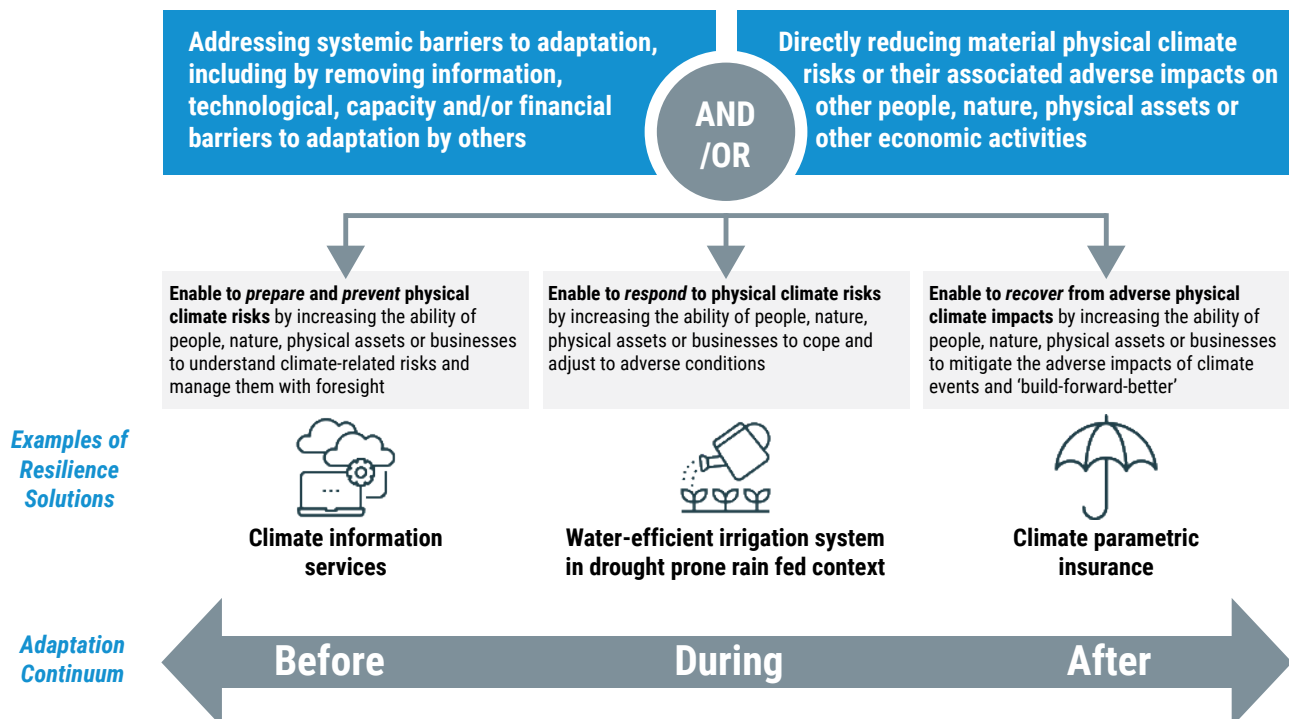 Addressing systemic barriers to adaptation,
including by removing information,
technological, capacity and/or financial
barriers to adaptation by others
AND
/OR
Directly reducing material physical climate
risks or their associated adverse impacts on
other people, nature, physical assets or
other economic activities
Enable to prepare and prevent physical
climate risks by increasing the ability of
people, nature, physical assets or businesses
to understand climate-related risks and
manage them with foresight
Enable to respond to physical climate risks
by increasing the ability of people, nature,
physical assets or businesses to cope and
adjust to adverse conditions
Enable to recover from adverse physical
climate impacts by increasing the ability of
people, nature, physical assets or businesses
to mitigate the adverse impacts of climate
events and ‘build-forward-better’
Examples of
Resilience
Solutions
Climate information
services
Water-efficient irrigation system
in drought prone rain fed context
Climate parametric
insurance
Adaptation
Continuum
Before
During
After